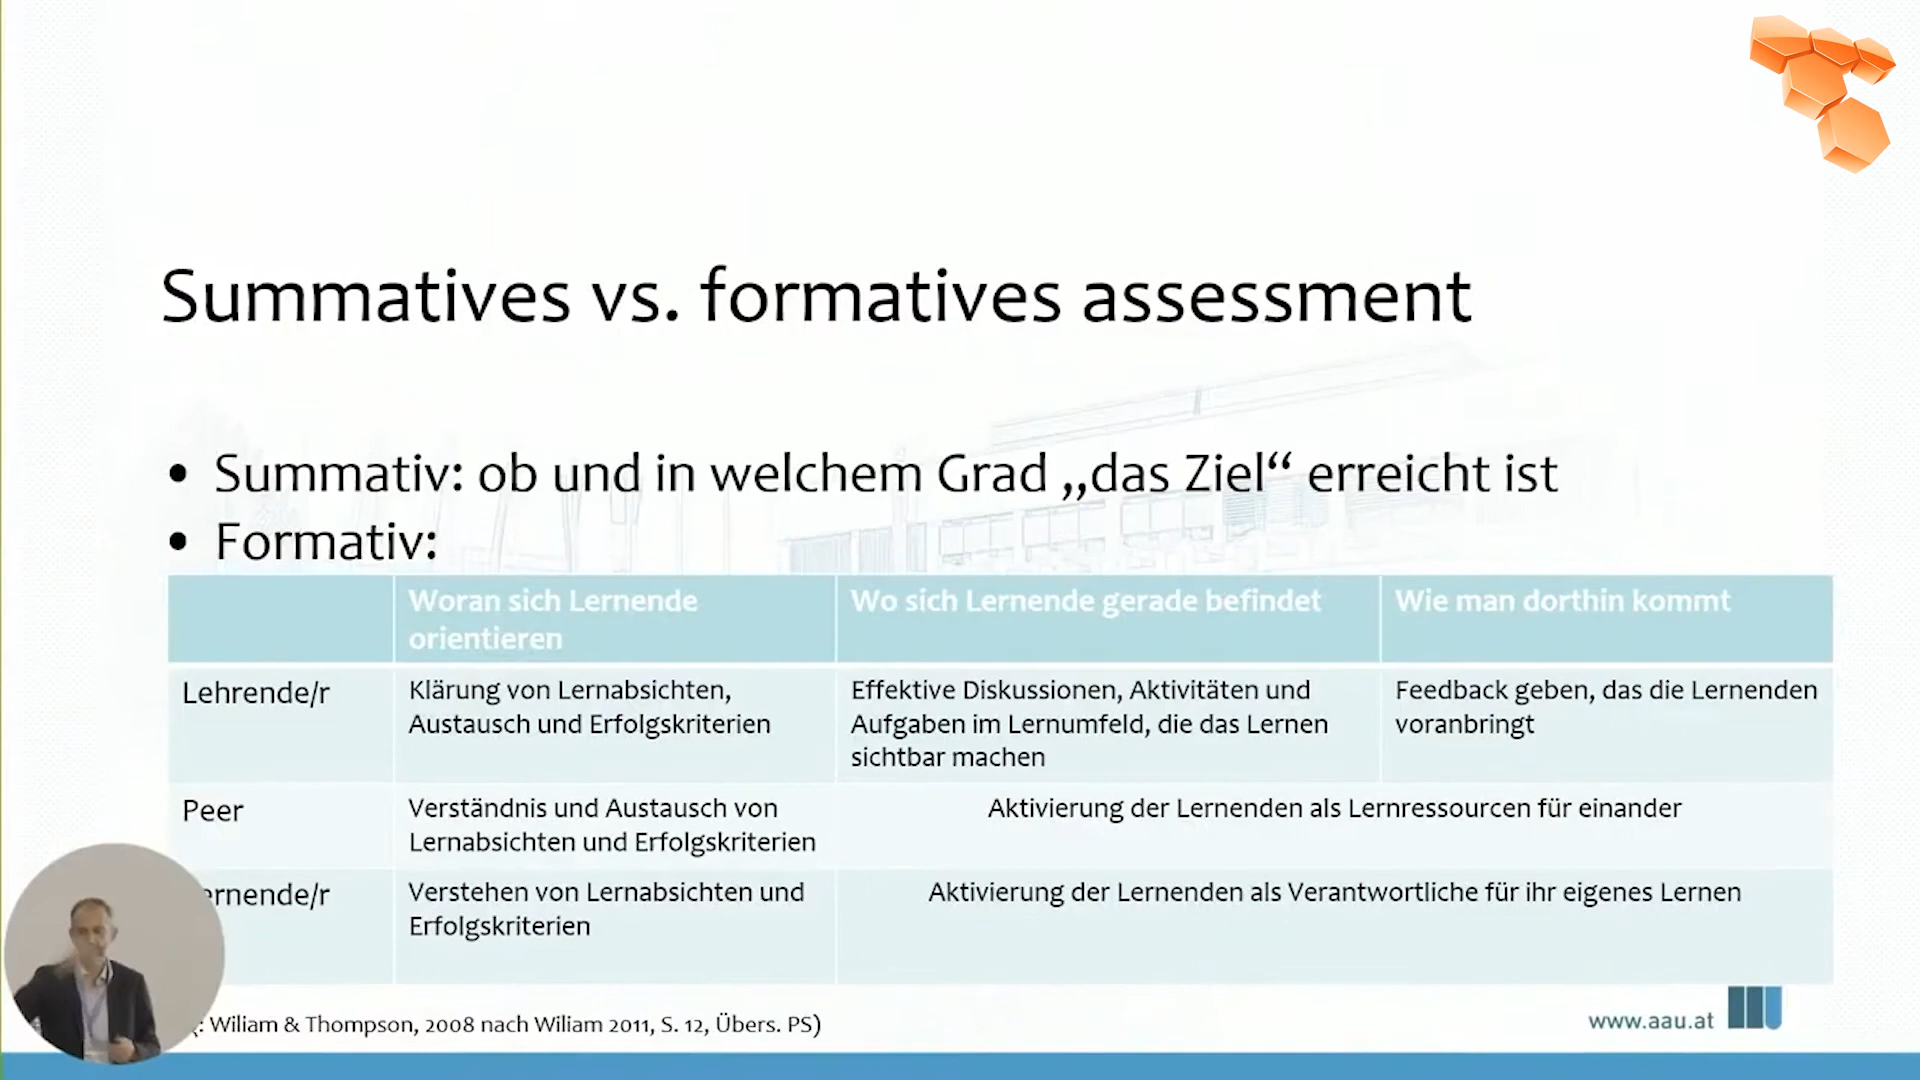 Summatives vs. formatives assessment
• Summativ: ob und in welchem Grad „das Ziel“ erreicht ist
• Formativ:
Woran sich Lernende
orientieren
Wo sich Lernende gerade befindet
Wie man dorthin kommt
Lehrende/r
Klärung von Lernabsichten,
Austausch und Erfolgskriterien
Effektive Diskussionen, Aktivitäten und
Aufgaben im Lernumfeld, die das Lernen
sichtbar machen
Feedback geben, das die Lernenden
voranbringt
Peer
Verständnis und Austausch von
Lernabsichten und Erfolgskriterien
Aktivierung der Lernenden als Lernressourcen für einander
ernende/r
Verstehen von Lernabsichten und
Erfolgskriterien
Aktivierung der Lernenden als Verantwortliche für ihr eigenes Lernen
: Wiliam & Thompson, 2008 nach Wiliam 2011, S. 12, Übers. PS)
www.aau.at